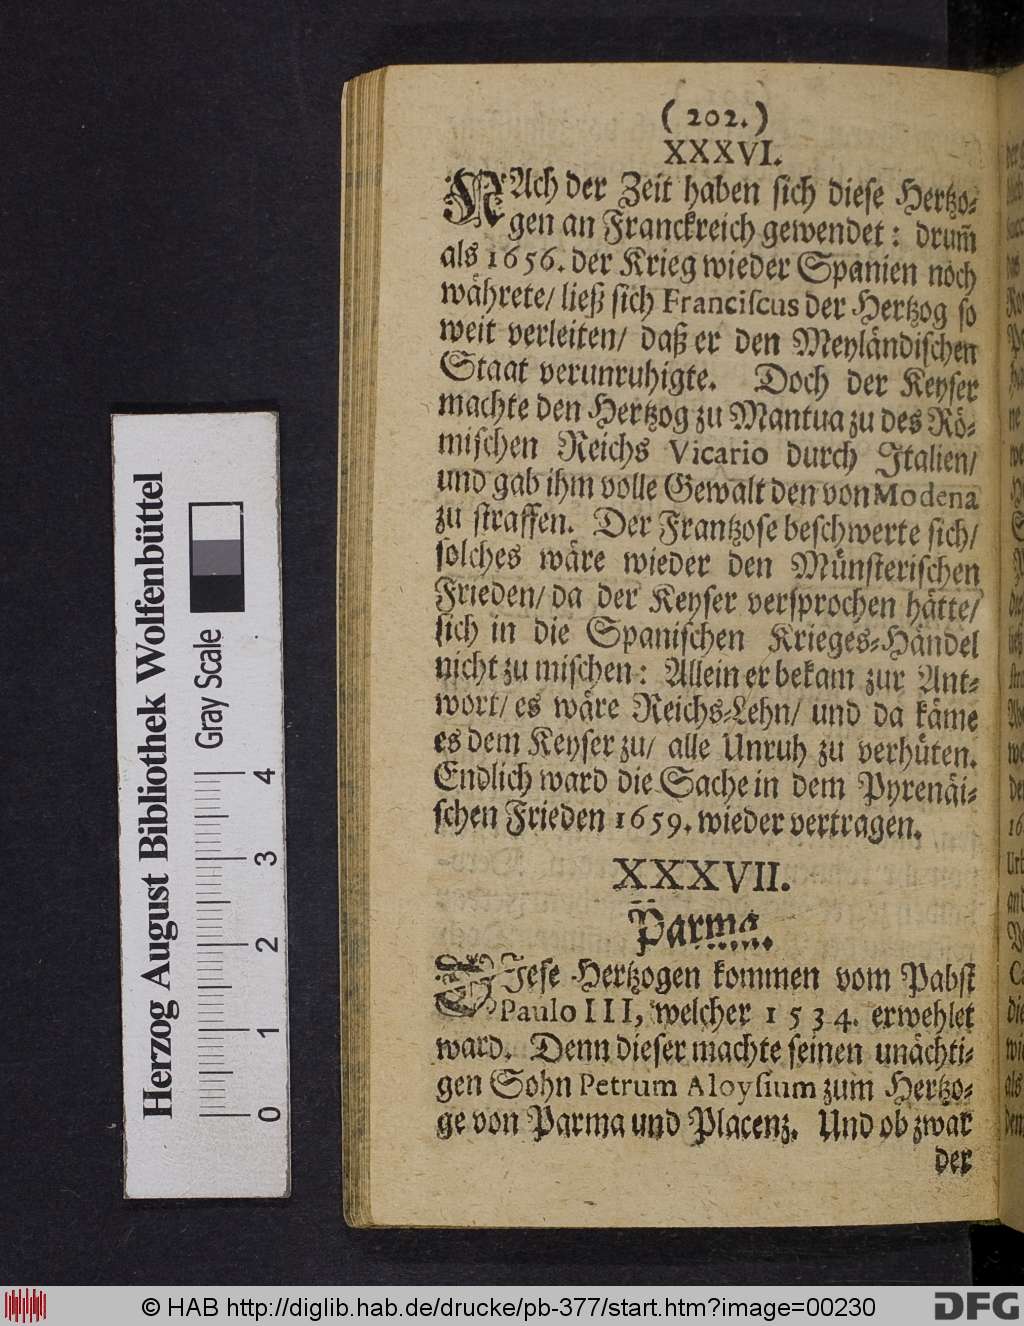 ( 202. )
XXXVI.
NAch der Zeit haben sich diese Hertzo-
gen an Franckreich gewendet: drum̃
als 1656. der Krieg wieder Spanien noch
währete/ ließ sich Franciscus der Hertzog so
weit verleiten/ daß er den Meyländischen
Staat verunruhigte. Doch der Keyser
machte den Hertzog zu Mantua zu des Rö-
mischen Reichs Vicario durch Italien/
und gab ihm volle Gewalt den von Modena
zu straffen. Der Frantzose beschwerte sich/
solches wäre wieder den Münsterischen
Frieden/ da der Keyser versprochen hätte/
sich in die Spanischen Krieges-Händel
nicht zu mischen: Allein er bekam zur Ant-
wort/ es wäre Reichs-Lehn/ und da käme
es dem Keyser zu/ alle Unruh zu verhüten.
Endlich ward die Sache in dem Pyrenäi-
schen Frieden 1659. wieder vertragen.
XXXVII.
Parma.
DIese Hertzogen kommen vom Pabst
Paulo III, welcher 1534. erwehlet
ward. Denn dieser machte seinen unächti-
gen Sohn Petrum Aloysium zum Hertzo-
ge von Parma und Placenz. Und ob zwar
der
Herzog August Bibliothek Wolfenbüttel
Gray Scale
0 1 2 3 4
© HAB http://diglib.hab.de/drucke/pb-377/start.htm?image=00230
DFG